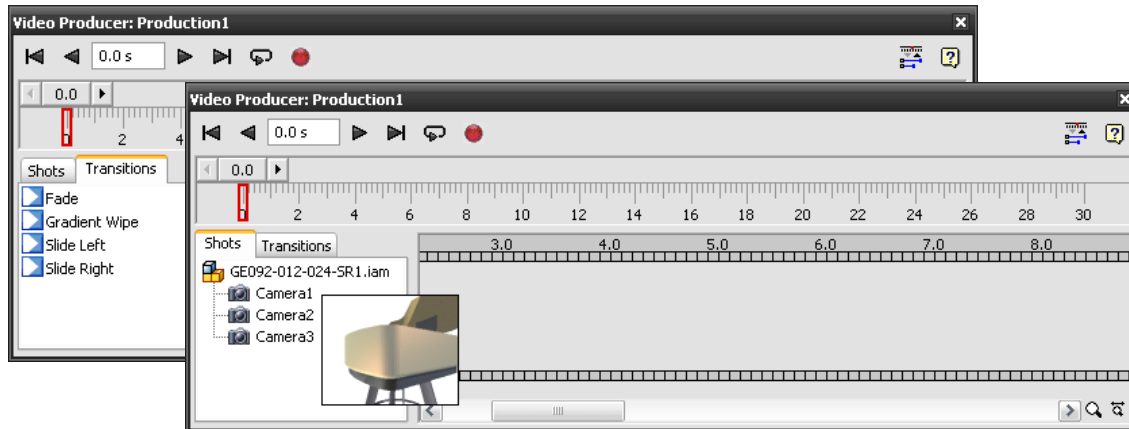 Video Producer: Production1
0.0 s
0.0
0 2 4
Shots Transitions
Fade
Gradient Wipe
Slide Left
Slide Right
Video Producer: Production1
0.0 s
0.0
0 2 4 6 8 10 12 14 16 18 20 22 24 26 28 30
Shots Transitions
3.0 4.0 5.0 6.0 7.0 8.0
GE092-012-024-SR1.iam
Camera1
Camera2
Camera3